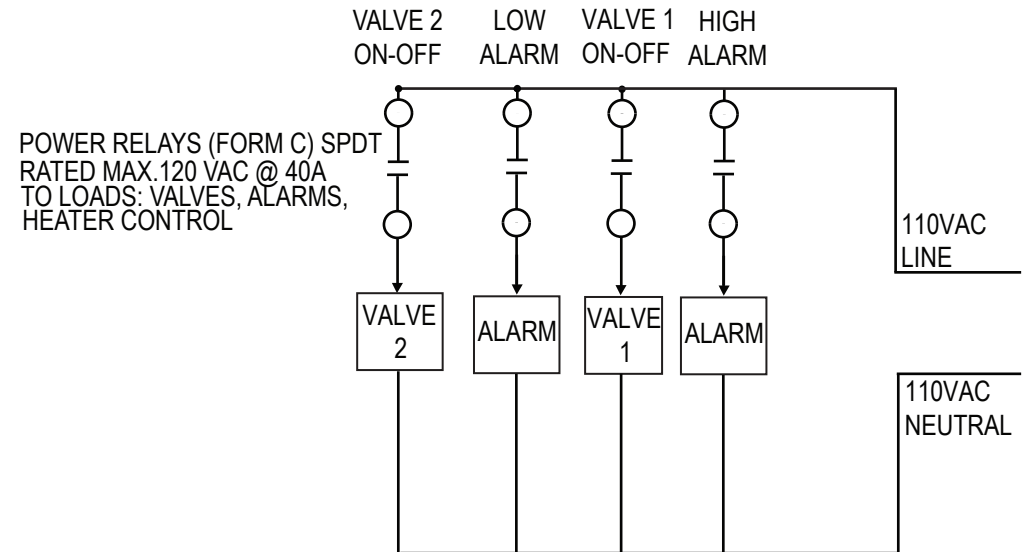 VALVE 2
ON-OFF
LOW
ALARM
VALVE 1
ON-OFF
HIGH
ALARM
POWER RELAYS (FORM C) SPDT
RATED MAX.120 VAC @ 40A
TO LOADS: VALVES, ALARMS,
HEATER CONTROL
110VAC
LINE
VALVE
2
ALARM
VALVE
1
ALARM
110VAC
NEUTRAL